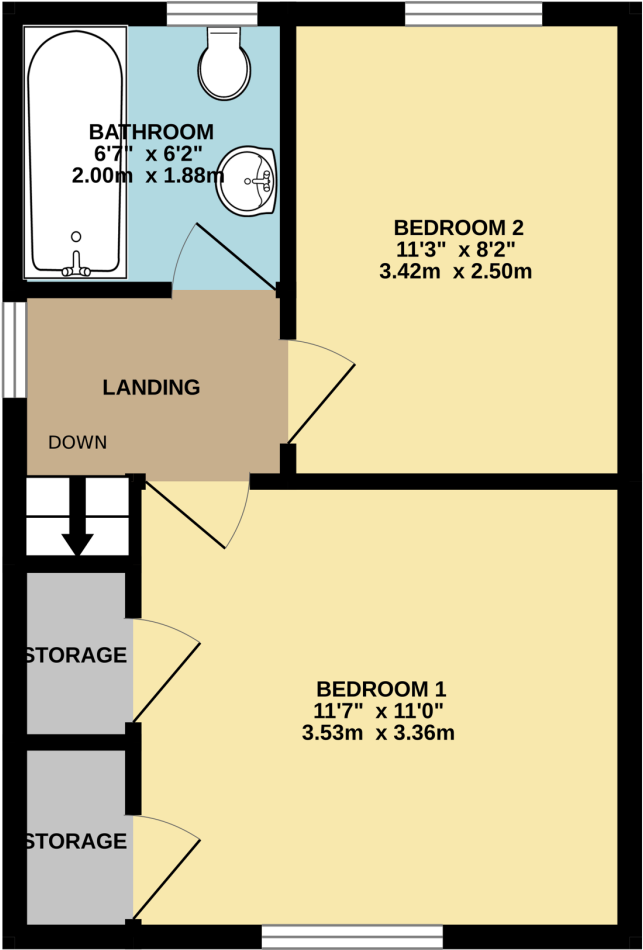 BATHROOM
6'7" x 6'2"
2.00m x 1.88m
BEDROOM 2
11'3" x 8'2"
3.42m x 2.50m
LANDING
DOWN
STORAGE
BEDROOM 1
11'7" x 11'0"
3.53m x 3.36m
STORAGE